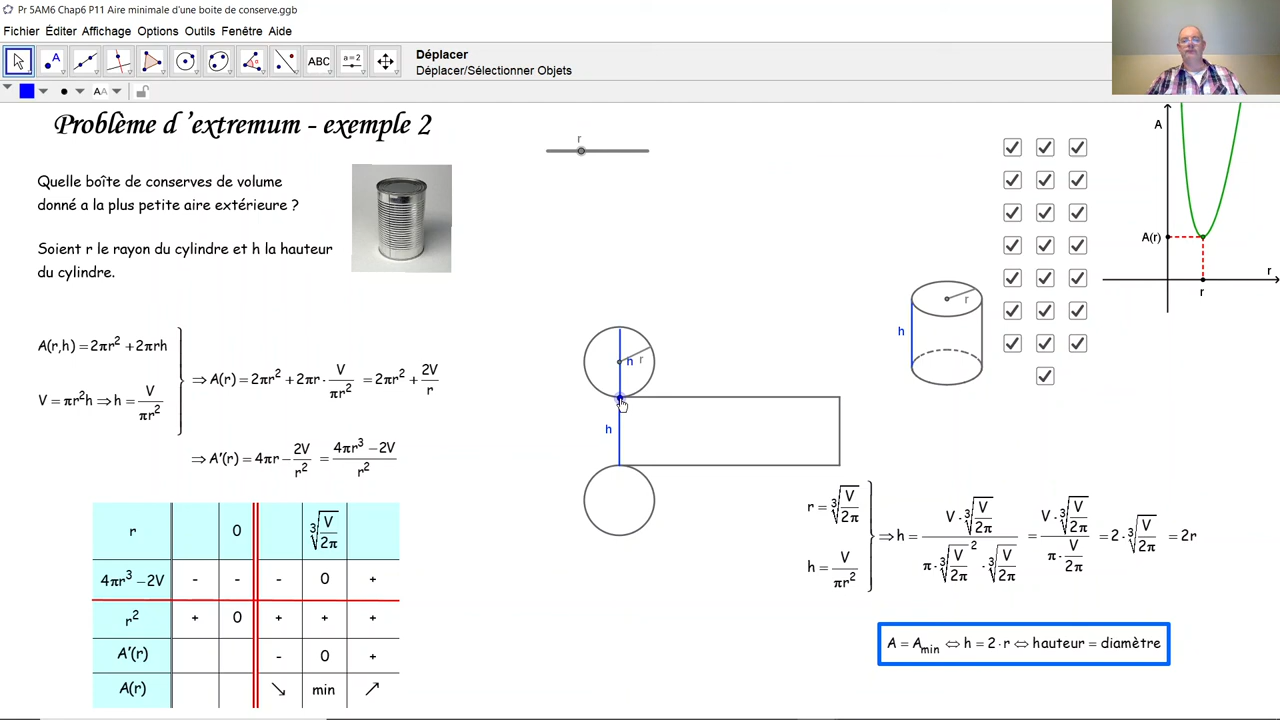 Pr 5AM6 Chap6 P11 Aire minimale d'une boite de conserve.ggb
Fichier Éditer Affichage Options Outils Fenêtre Aide
A ABC a=2
Déplacer
Déplacer/Sélectionner Objets
AA
Problème d 'extremum - exemple 2
r
Quelle boîte de conserves de volume
donné a la plus petite aire extérieure ?
Soient r le rayon du cylindre et h la hauteur
du cylindre.
A(r,h) = 2πr² + 2πrh
V = πr²h ⇒ h = V/(πr²)
⇒ A(r) = 2πr² + 2πr · V/(πr²) = 2πr² + 2V/r
⇒ A'(r) = 4πr − 2V/r² = (4πr³ − 2V)/r²
r 0 ∛(V/2π)
4πr³ − 2V - - - 0 +
r² + 0 + + +
A'(r) - 0 +
A(r) ↘ min ↗
h r
h
h r
A
A(r)
r
r
r = ∛(V/2π)
h = V/(πr²)
⇒ h = (V · ∛(V/2π))/(π · ∛(V/2π)² · ∛(V/2π)) = (V · ∛(V/2π))/(π · V/2π) = 2 · ∛(V/2π) = 2r
A = Amin ⇔ h = 2 · r ⇔ hauteur = diamètre